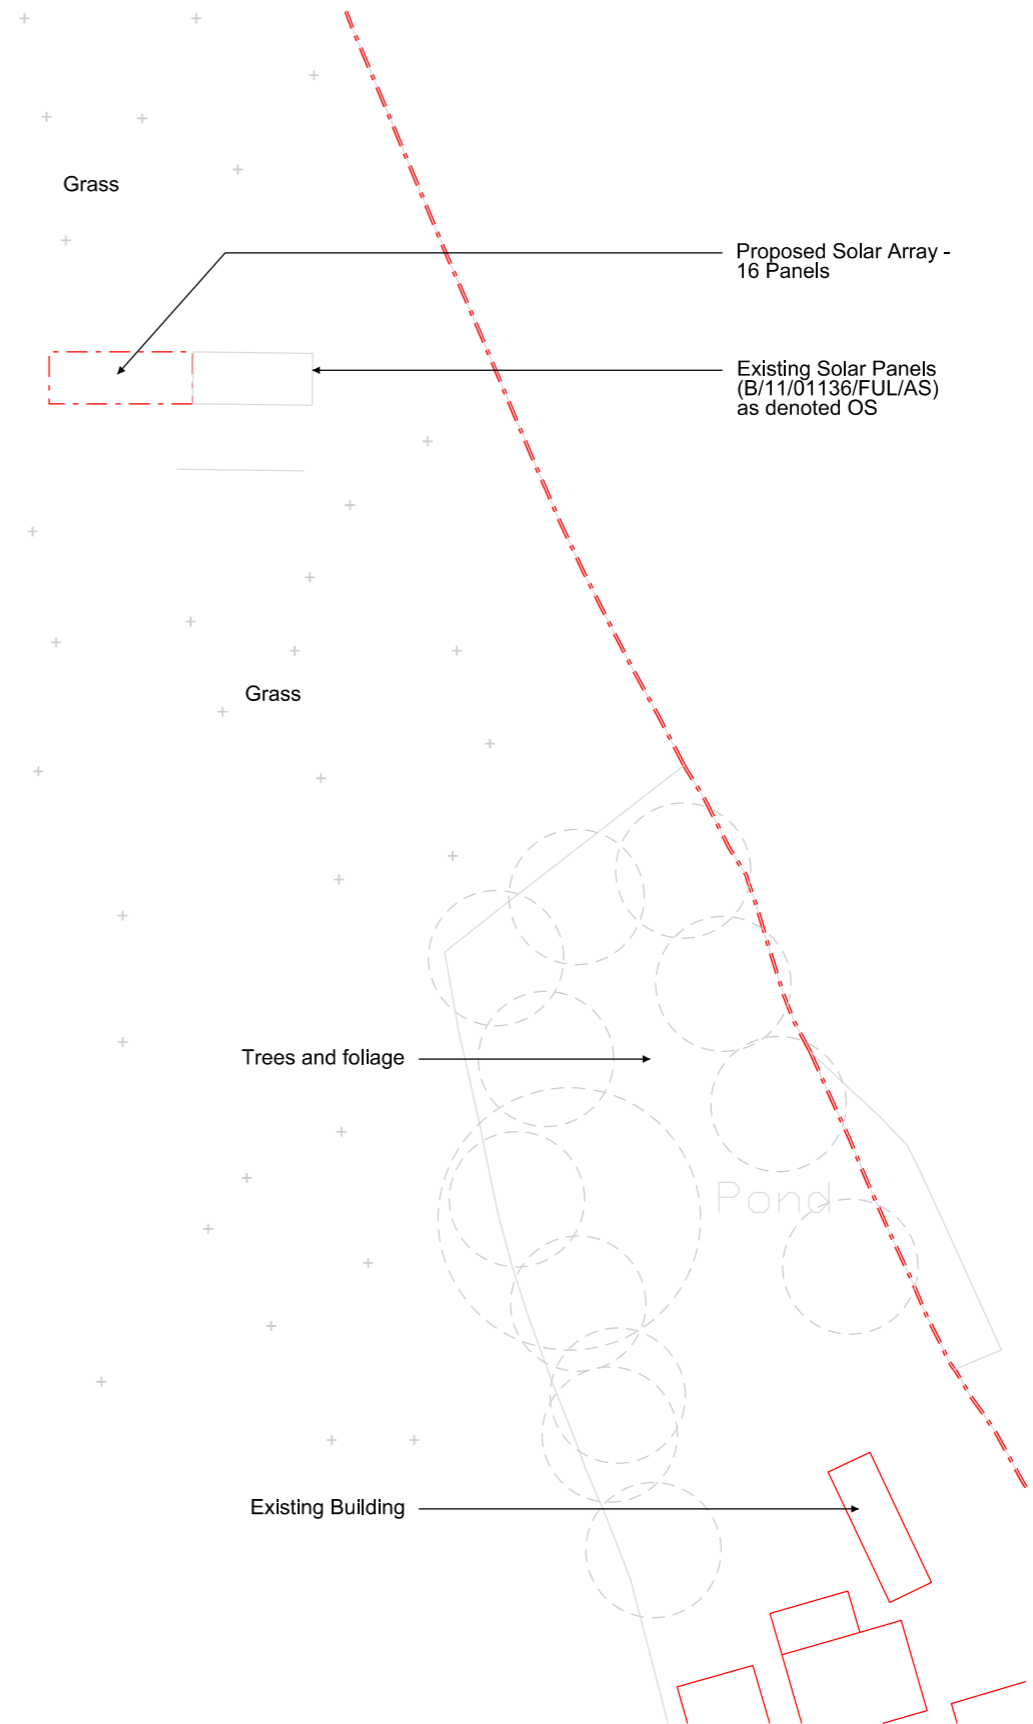 Grass
Proposed Solar Array -
16 Panels
Existing Solar Panels
(B/11/01136/FUL/AS)
as denoted OS
Grass
Trees and foliage
Pond
Existing Building